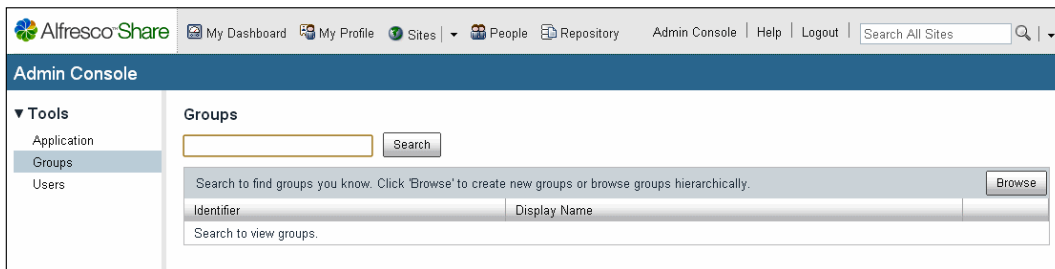 Alfresco™Share My Dashboard My Profile Sites People Repository Admin Console | Help | Logout | Search All Sites
Admin Console
Tools
Application
Groups
Users
Groups
Search
Search to find groups you know. Click 'Browse' to create new groups or browse groups hierarchically. Browse
Identifier Display Name
Search to view groups.